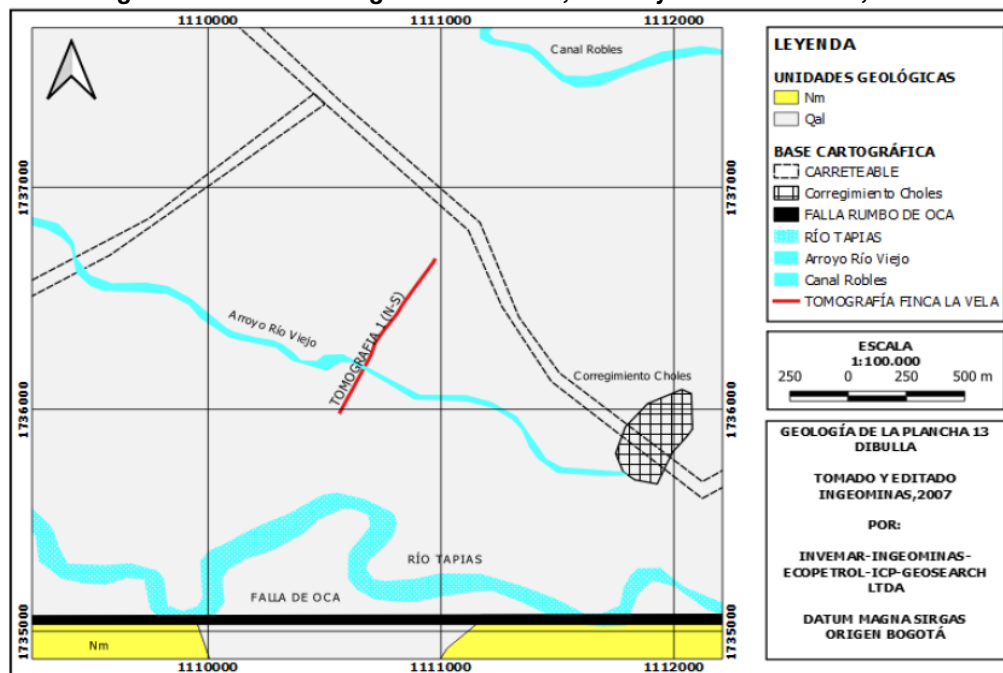 1110000
1111000
1112000
Canal Robles
1737000
1737000
Arroyo Río Viejo
TOMOGRAFIA 1 (N-S)
Corregimiento Choles
1736000
1736000
RÍO TAPIAS
FALLA DE OCA
1735000
1735000
Nm
1110000
1111000
1112000
LEYENDA
UNIDADES GEOLÓGICAS
Nm
Qal
BASE CARTOGRÁFICA
CARRETEABLE
Corregimiento Choles
FALLA RUMBO DE OCA
RÍO TAPIAS
Arroyo Río Viejo
Canal Robles
TOMOGRAFÍA FINCA LA VELA
ESCALA
1:100.000
250 0 250 500 m
GEOLOGÍA DE LA PLANCHA 13
DIBULLA
TOMADO Y EDITADO
INGEOMINAS,2007
POR:
INVEMAR-INGEOMINAS-
ECOPETROL-ICP-GEOSEARCH
LTDA
DATUM MAGNA SIRGAS
ORIGEN BOGOTÁ